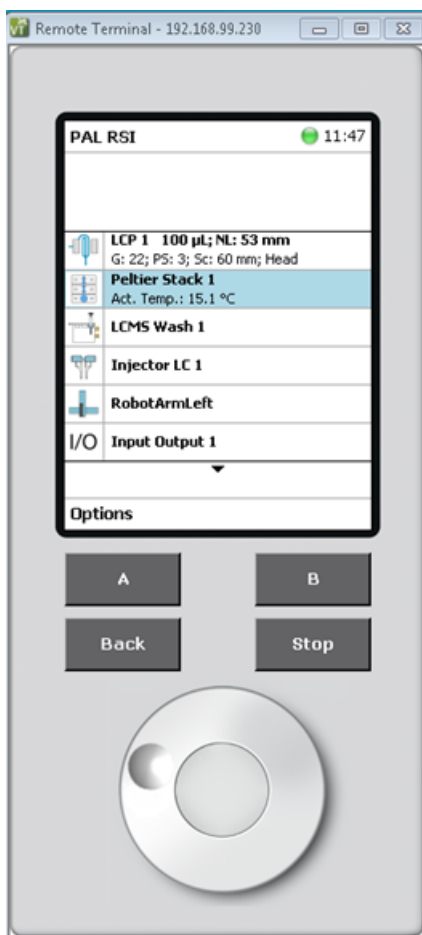 VT Remote Terminal - 192.168.99.230
PAL RSI 11:47
LCP 1 100 µL; NL: 53 mm
G: 22; PS: 3; Sc: 60 mm; Head
Peltier Stack 1
Act. Temp.: 15.1 °C
LCMS Wash 1
Injector LC 1
RobotArmLeft
I/O Input Output 1
Options
A B
Back Stop